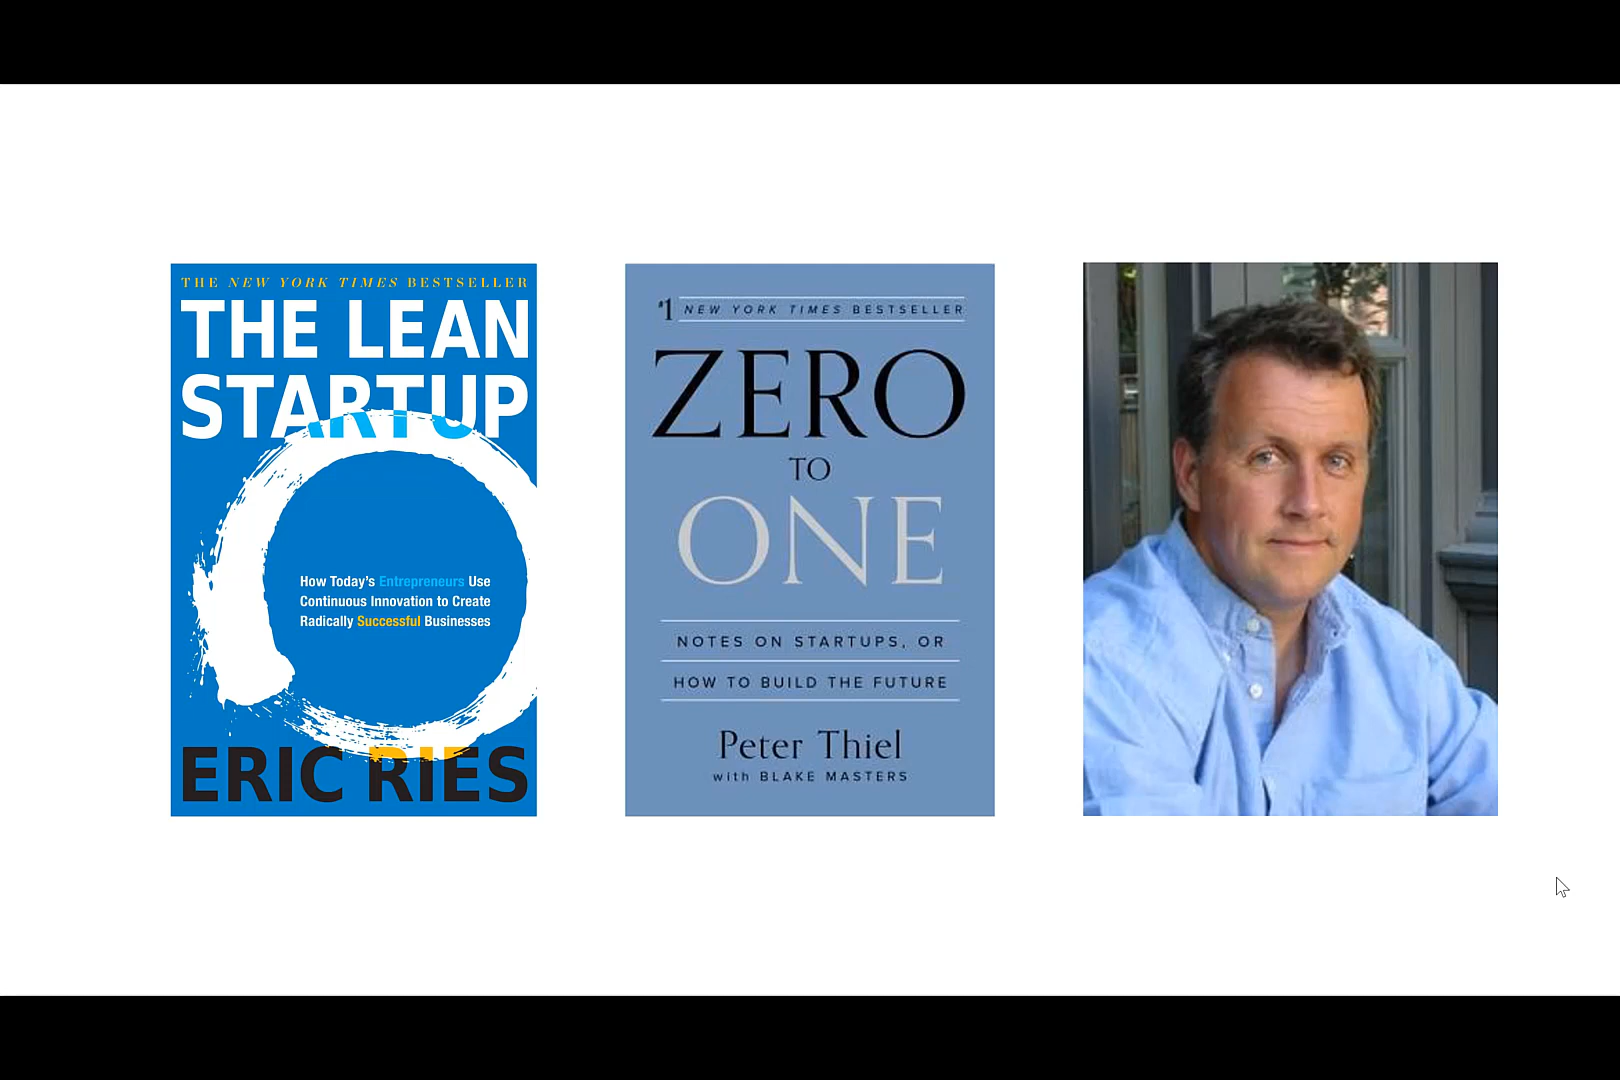 THE NEW YORK TIMES BESTSELLER
THE LEAN
STARTUP
How Today's Entrepreneurs Use
Continuous Innovation to Create
Radically Successful Businesses
ERIC RIES
#1 NEW YORK TIMES BESTSELLER
ZERO
TO
ONE
NOTES ON STARTUPS, OR
HOW TO BUILD THE FUTURE
Peter Thiel
with BLAKE MASTERS